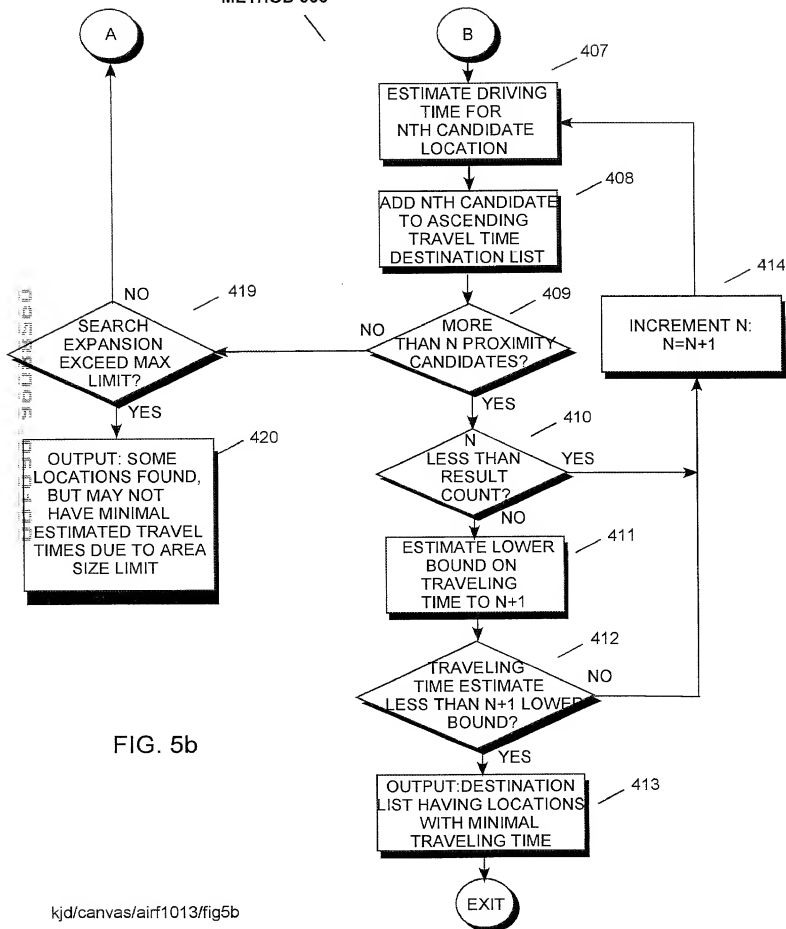 A
B
407
ESTIMATE DRIVING
TIME FOR
NTH CANDIDATE
LOCATION
408
ADD NTH CANDIDATE
TO ASCENDING
TRAVEL TIME
DESTINATION LIST
414
INCREMENT N:
N=N+1
NO
419
SEARCH
EXPANSION
EXCEED MAX
LIMIT?
YES
NO
409
MORE
THAN N PROXIMITY
CANDIDATES?
YES
420
OUTPUT: SOME
LOCATIONS FOUND,
BUT MAY NOT
HAVE MINIMAL
ESTIMATED TRAVEL
TIMES DUE TO AREA
SIZE LIMIT
410
N
LESS THAN
RESULT
COUNT?
YES
NO
411
ESTIMATE LOWER
BOUND ON
TRAVELING
TIME TO N+1
412
TRAVELING
TIME ESTIMATE
LESS THAN N+1 LOWER
BOUND?
NO
YES
FIG. 5b
OUTPUT:DESTINATION
LIST HAVING LOCATIONS
WITH MINIMAL
TRAVELING TIME
413
EXIT
kjd/canvas/airf1013/fig5b